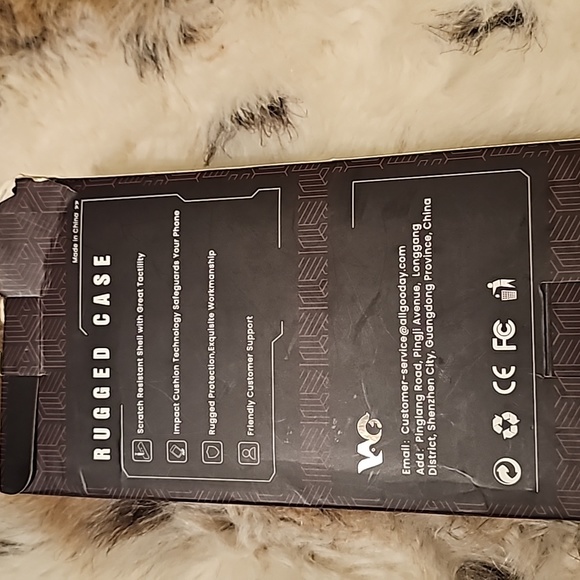 Made in China
RUGGED CASE
Scratch Resistant Shell with Great Tactility
Impact Cushion Technology Safeguards Your Phone
Rugged Protection,Exquisite Workmanship
Friendly Customer Support
Email: Customer-service@allgooday.com
Add: Pinglang Road, Pingji Avenue, Longgang
District, Shenzhen City, Guangdong Province, China
CE FC